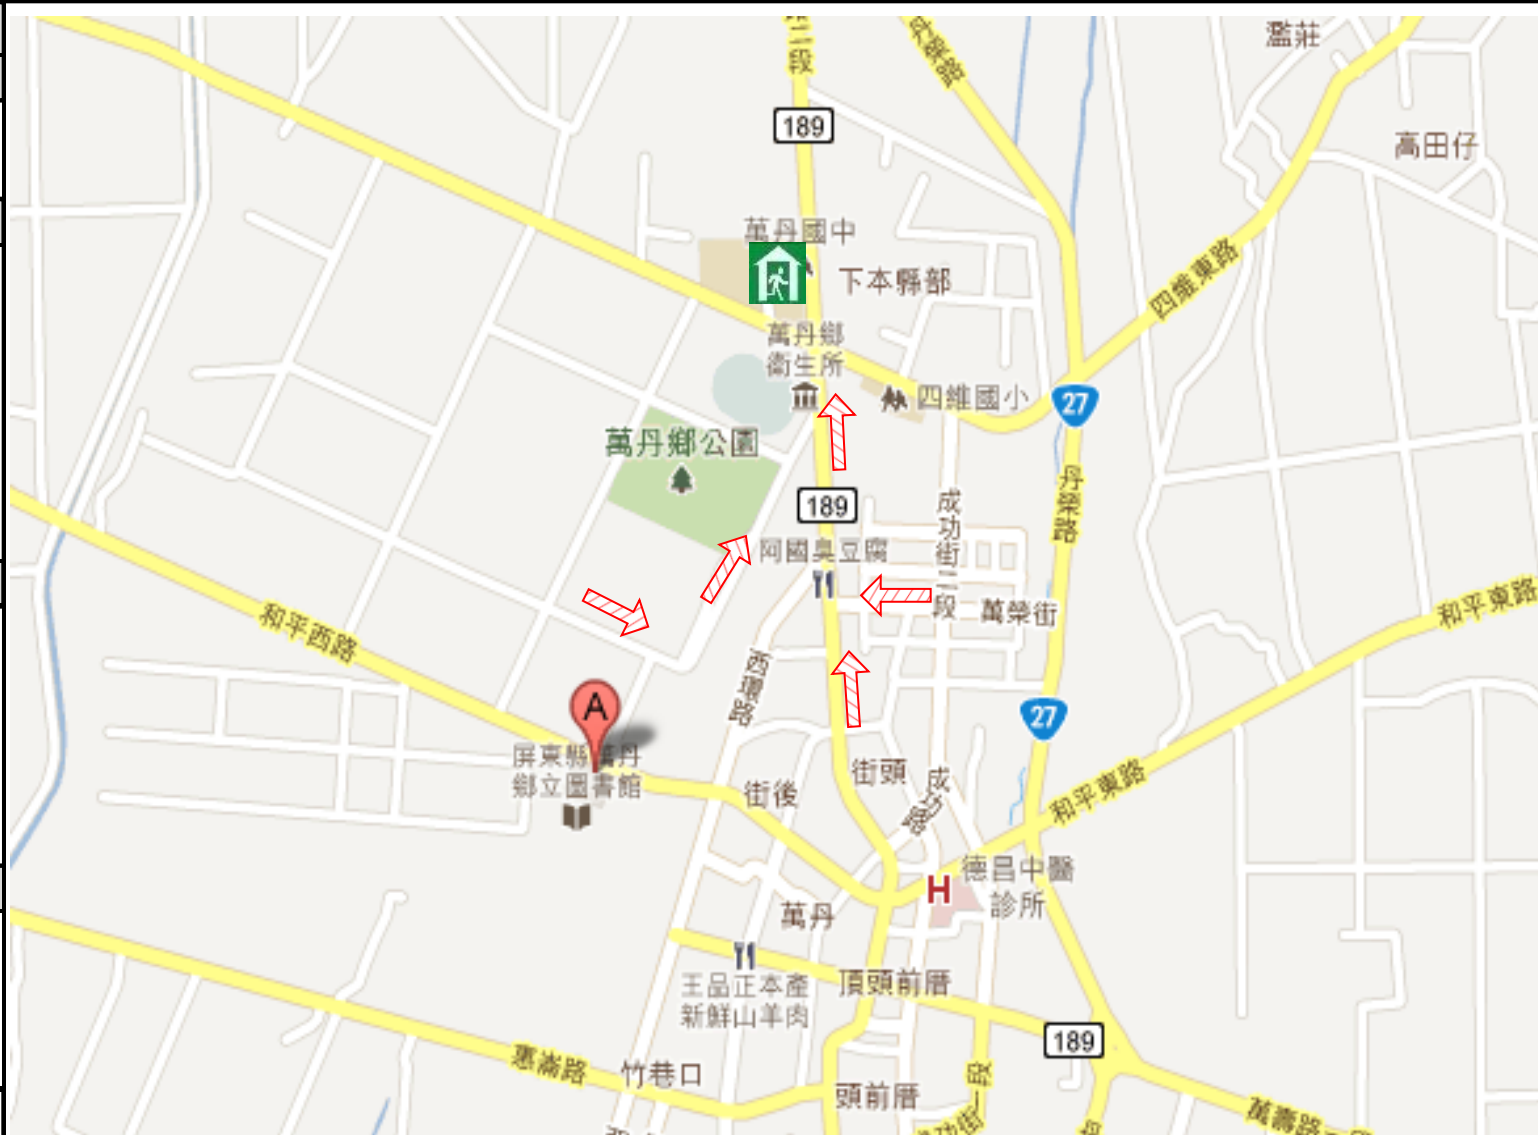 濫莊
丹榮路
段
189
高田仔
萬丹國中
下本縣部
四維東路
萬丹鄉
衛生所
四維國小
27
萬丹鄉公園
189
成功街二段
丹榮路
阿國臭豆腐
萬榮街
和平東路
和平西路
西環路
A
27
屏東縣萬丹
鄉立圖書館
街後
街頭
成功路
和平東路
德昌中醫
診所
H
萬丹
王品正本產
新鮮山羊肉
頂頭前厝
189
惠崙路
竹巷口
頭前厝
段
萬壽路